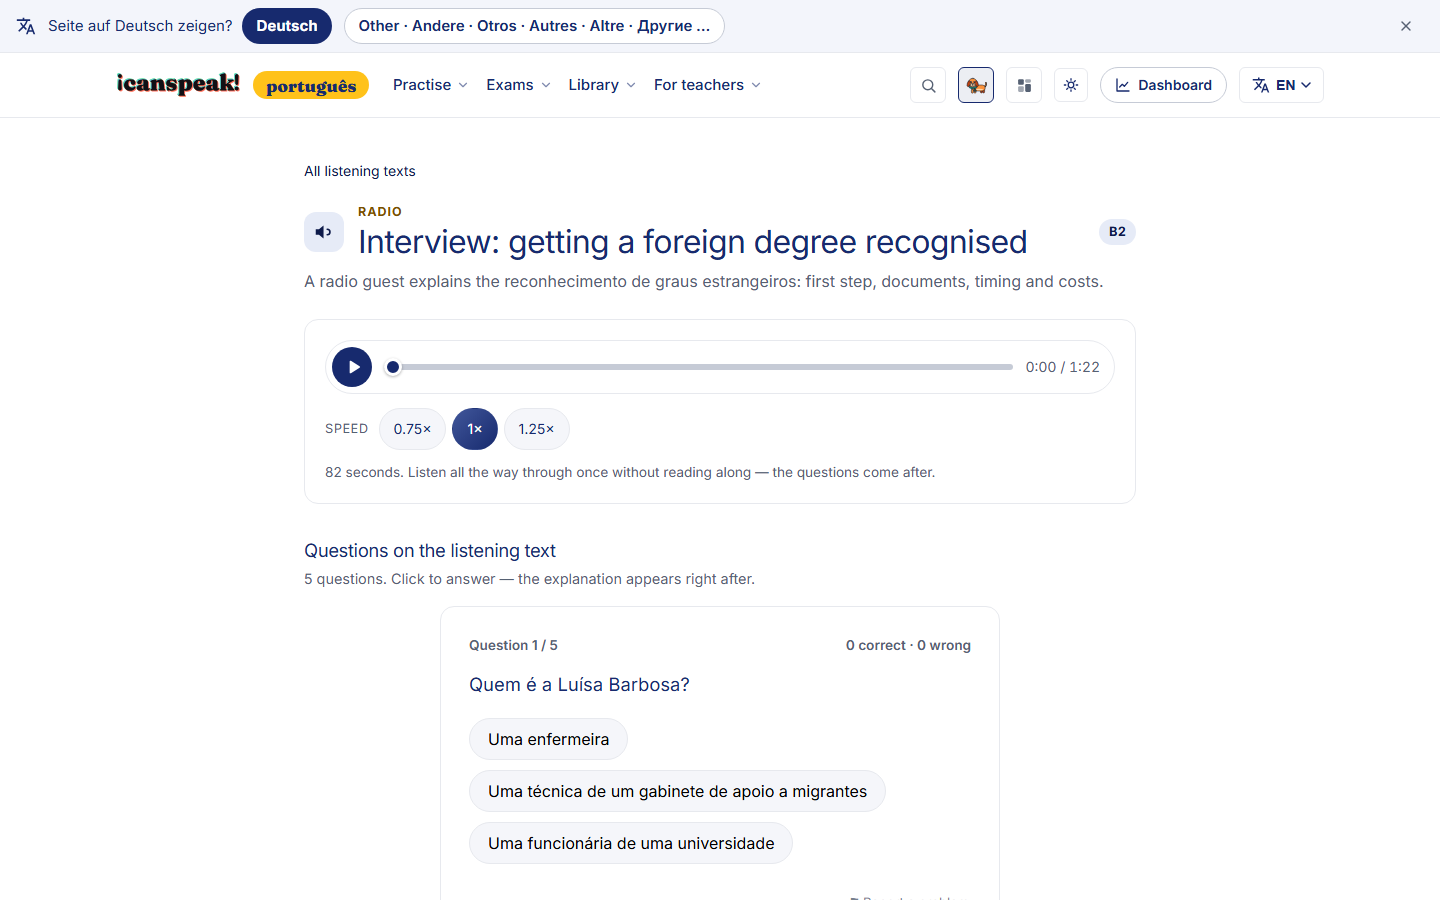 Seite auf Deutsch zeigen? Deutsch Other · Andere · Otros · Autres · Altre · Другие ...
icanspeak! português Practise Exams Library For teachers Dashboard EN
All listening texts
RADIO
Interview: getting a foreign degree recognised
B2
A radio guest explains the reconhecimento de graus estrangeiros: first step, documents, timing and costs.
0:00 / 1:22
SPEED 0.75× 1× 1.25×
82 seconds. Listen all the way through once without reading along — the questions come after.
Questions on the listening text
5 questions. Click to answer — the explanation appears right after.
Question 1 / 5 0 correct · 0 wrong
Quem é a Luísa Barbosa?
Uma enfermeira
Uma técnica de um gabinete de apoio a migrantes
Uma funcionária de uma universidade